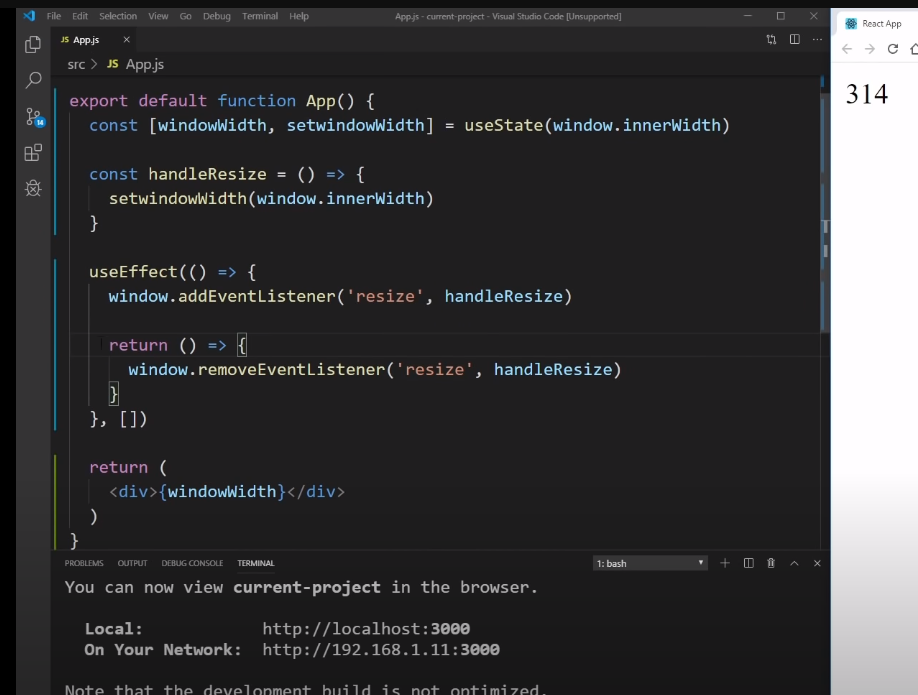 File Edit Selection View Go Debug Terminal Help App.js - current-project - Visual Studio Code [Unsupported]
JS App.js ×
React App
src > JS App.js
314
export default function App() {
const [windowWidth, setwindowWidth] = useState(window.innerWidth)
const handleResize = () => {
setwindowWidth(window.innerWidth)
}
useEffect(() => {
window.addEventListener('resize', handleResize)
return () => {
window.removeEventListener('resize', handleResize)
}
}, [])
return (
<div>{windowWidth}</div>
)
}
14
PROBLEMS OUTPUT DEBUG CONSOLE TERMINAL 1: bash
You can now view current-project in the browser.
Local: http://localhost:3000
On Your Network: http://192.168.1.11:3000
Note that the development build is not optimized.